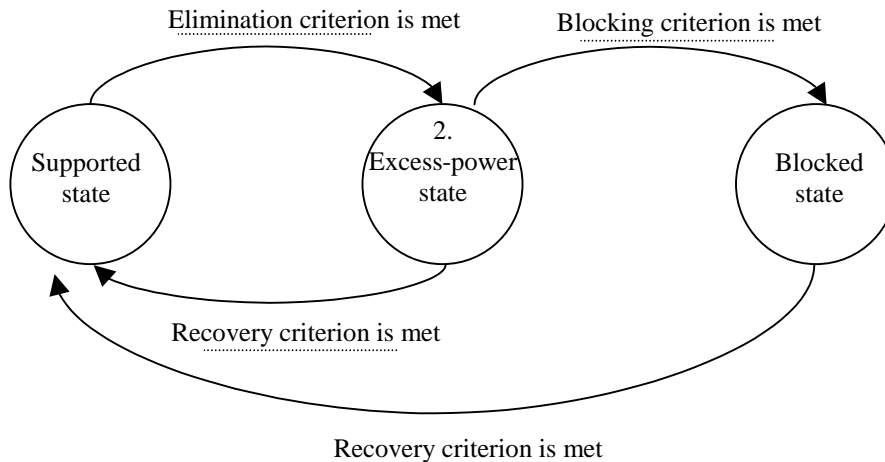 Elimination criterion is met
Blocking criterion is met
Supported
state
2.
Excess-power
state
Blocked
state
Recovery criterion is met
Recovery criterion is met